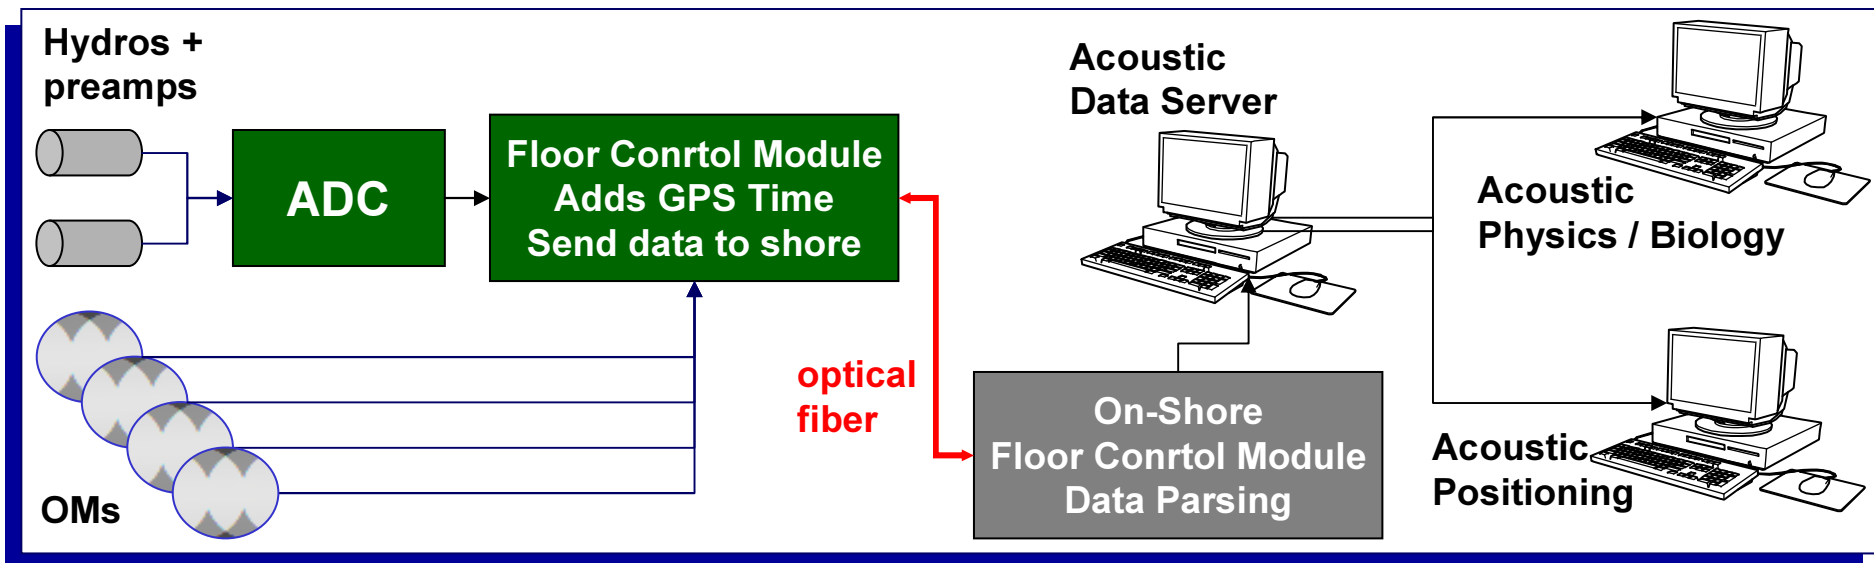 Hydros +
preamps
ADC
Floor Conrtol Module
Adds GPS Time
Send data to shore
OMs
optical
fiber
On-Shore
Floor Conrtol Module
Data Parsing
Acoustic
Data Server
Acoustic
Physics / Biology
Acoustic
Positioning